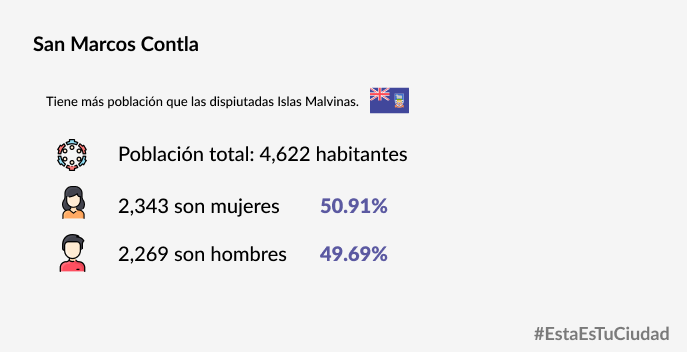 San Marcos Contla
Tiene más población que las dispiutadas Islas Malvinas.
Población total: 4,622 habitantes
2,343 son mujeres 50.91%
2,269 son hombres 49.69%
#EstaEsTuCiudad